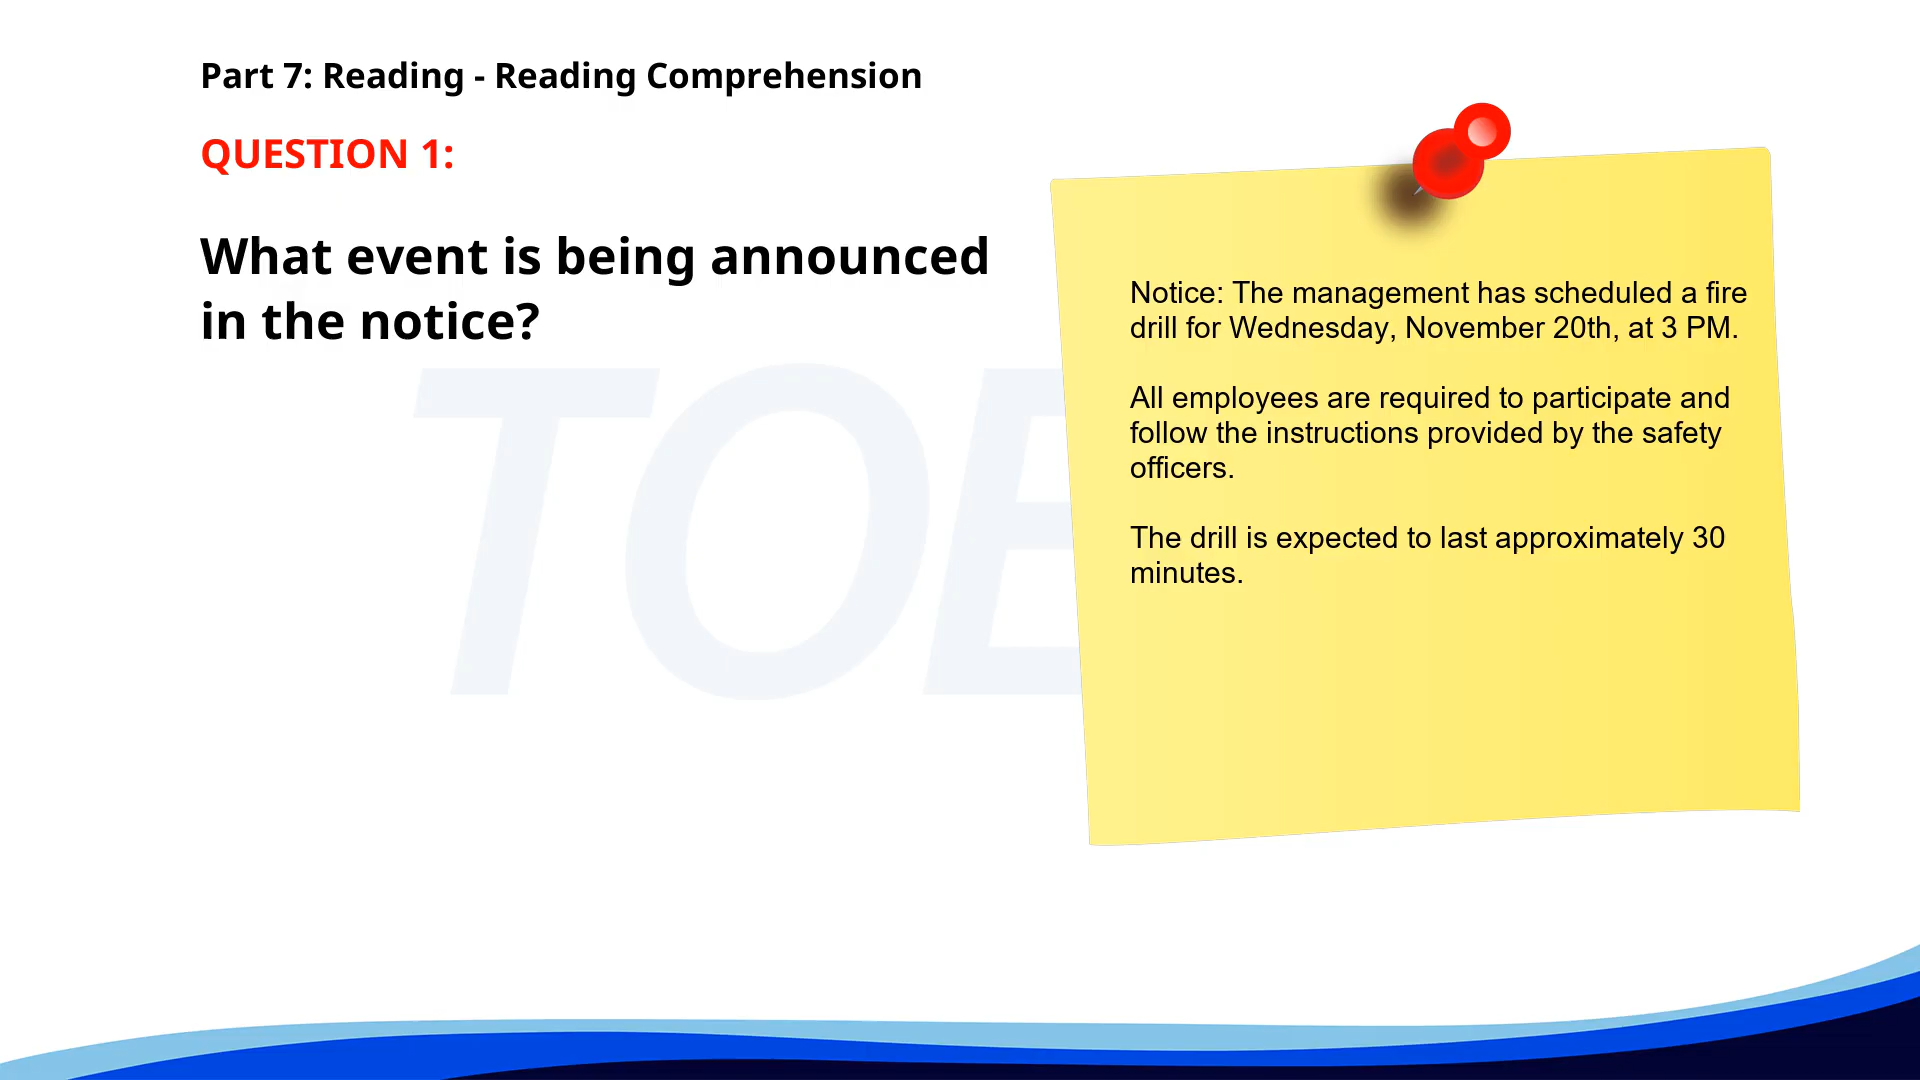 Part 7: Reading - Reading Comprehension
QUESTION 1:
What event is being announced
in the notice?
Notice: The management has scheduled a fire
drill for Wednesday, November 20th, at 3 PM.
All employees are required to participate and
follow the instructions provided by the safety
officers.
The drill is expected to last approximately 30
minutes.
TOE